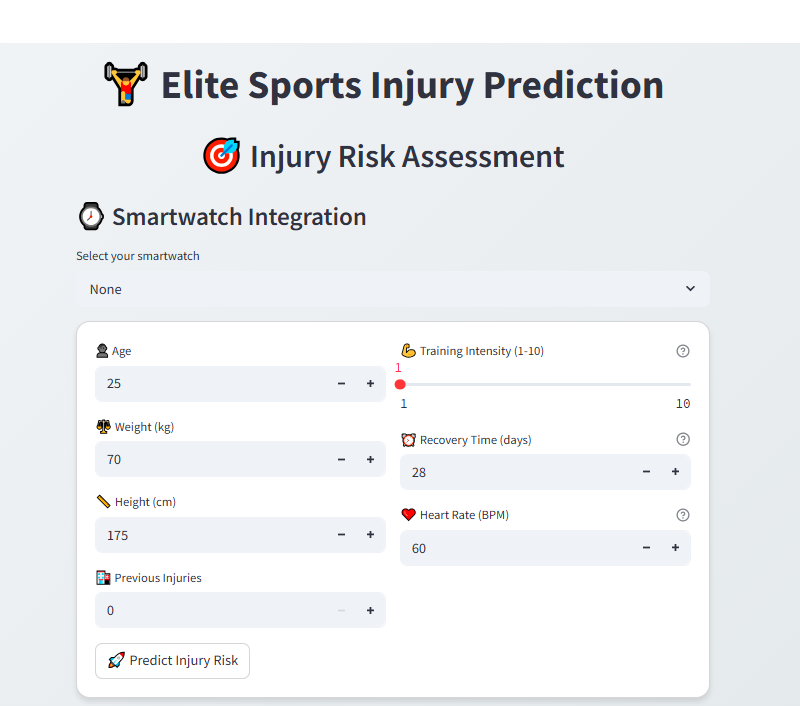 Elite Sports Injury Prediction
Injury Risk Assessment
Smartwatch Integration
Select your smartwatch
None
Age
25
Weight (kg)
70
Height (cm)
175
Previous Injuries
0
Training Intensity (1-10)
1
1 10
Recovery Time (days)
28
Heart Rate (BPM)
60
Predict Injury Risk